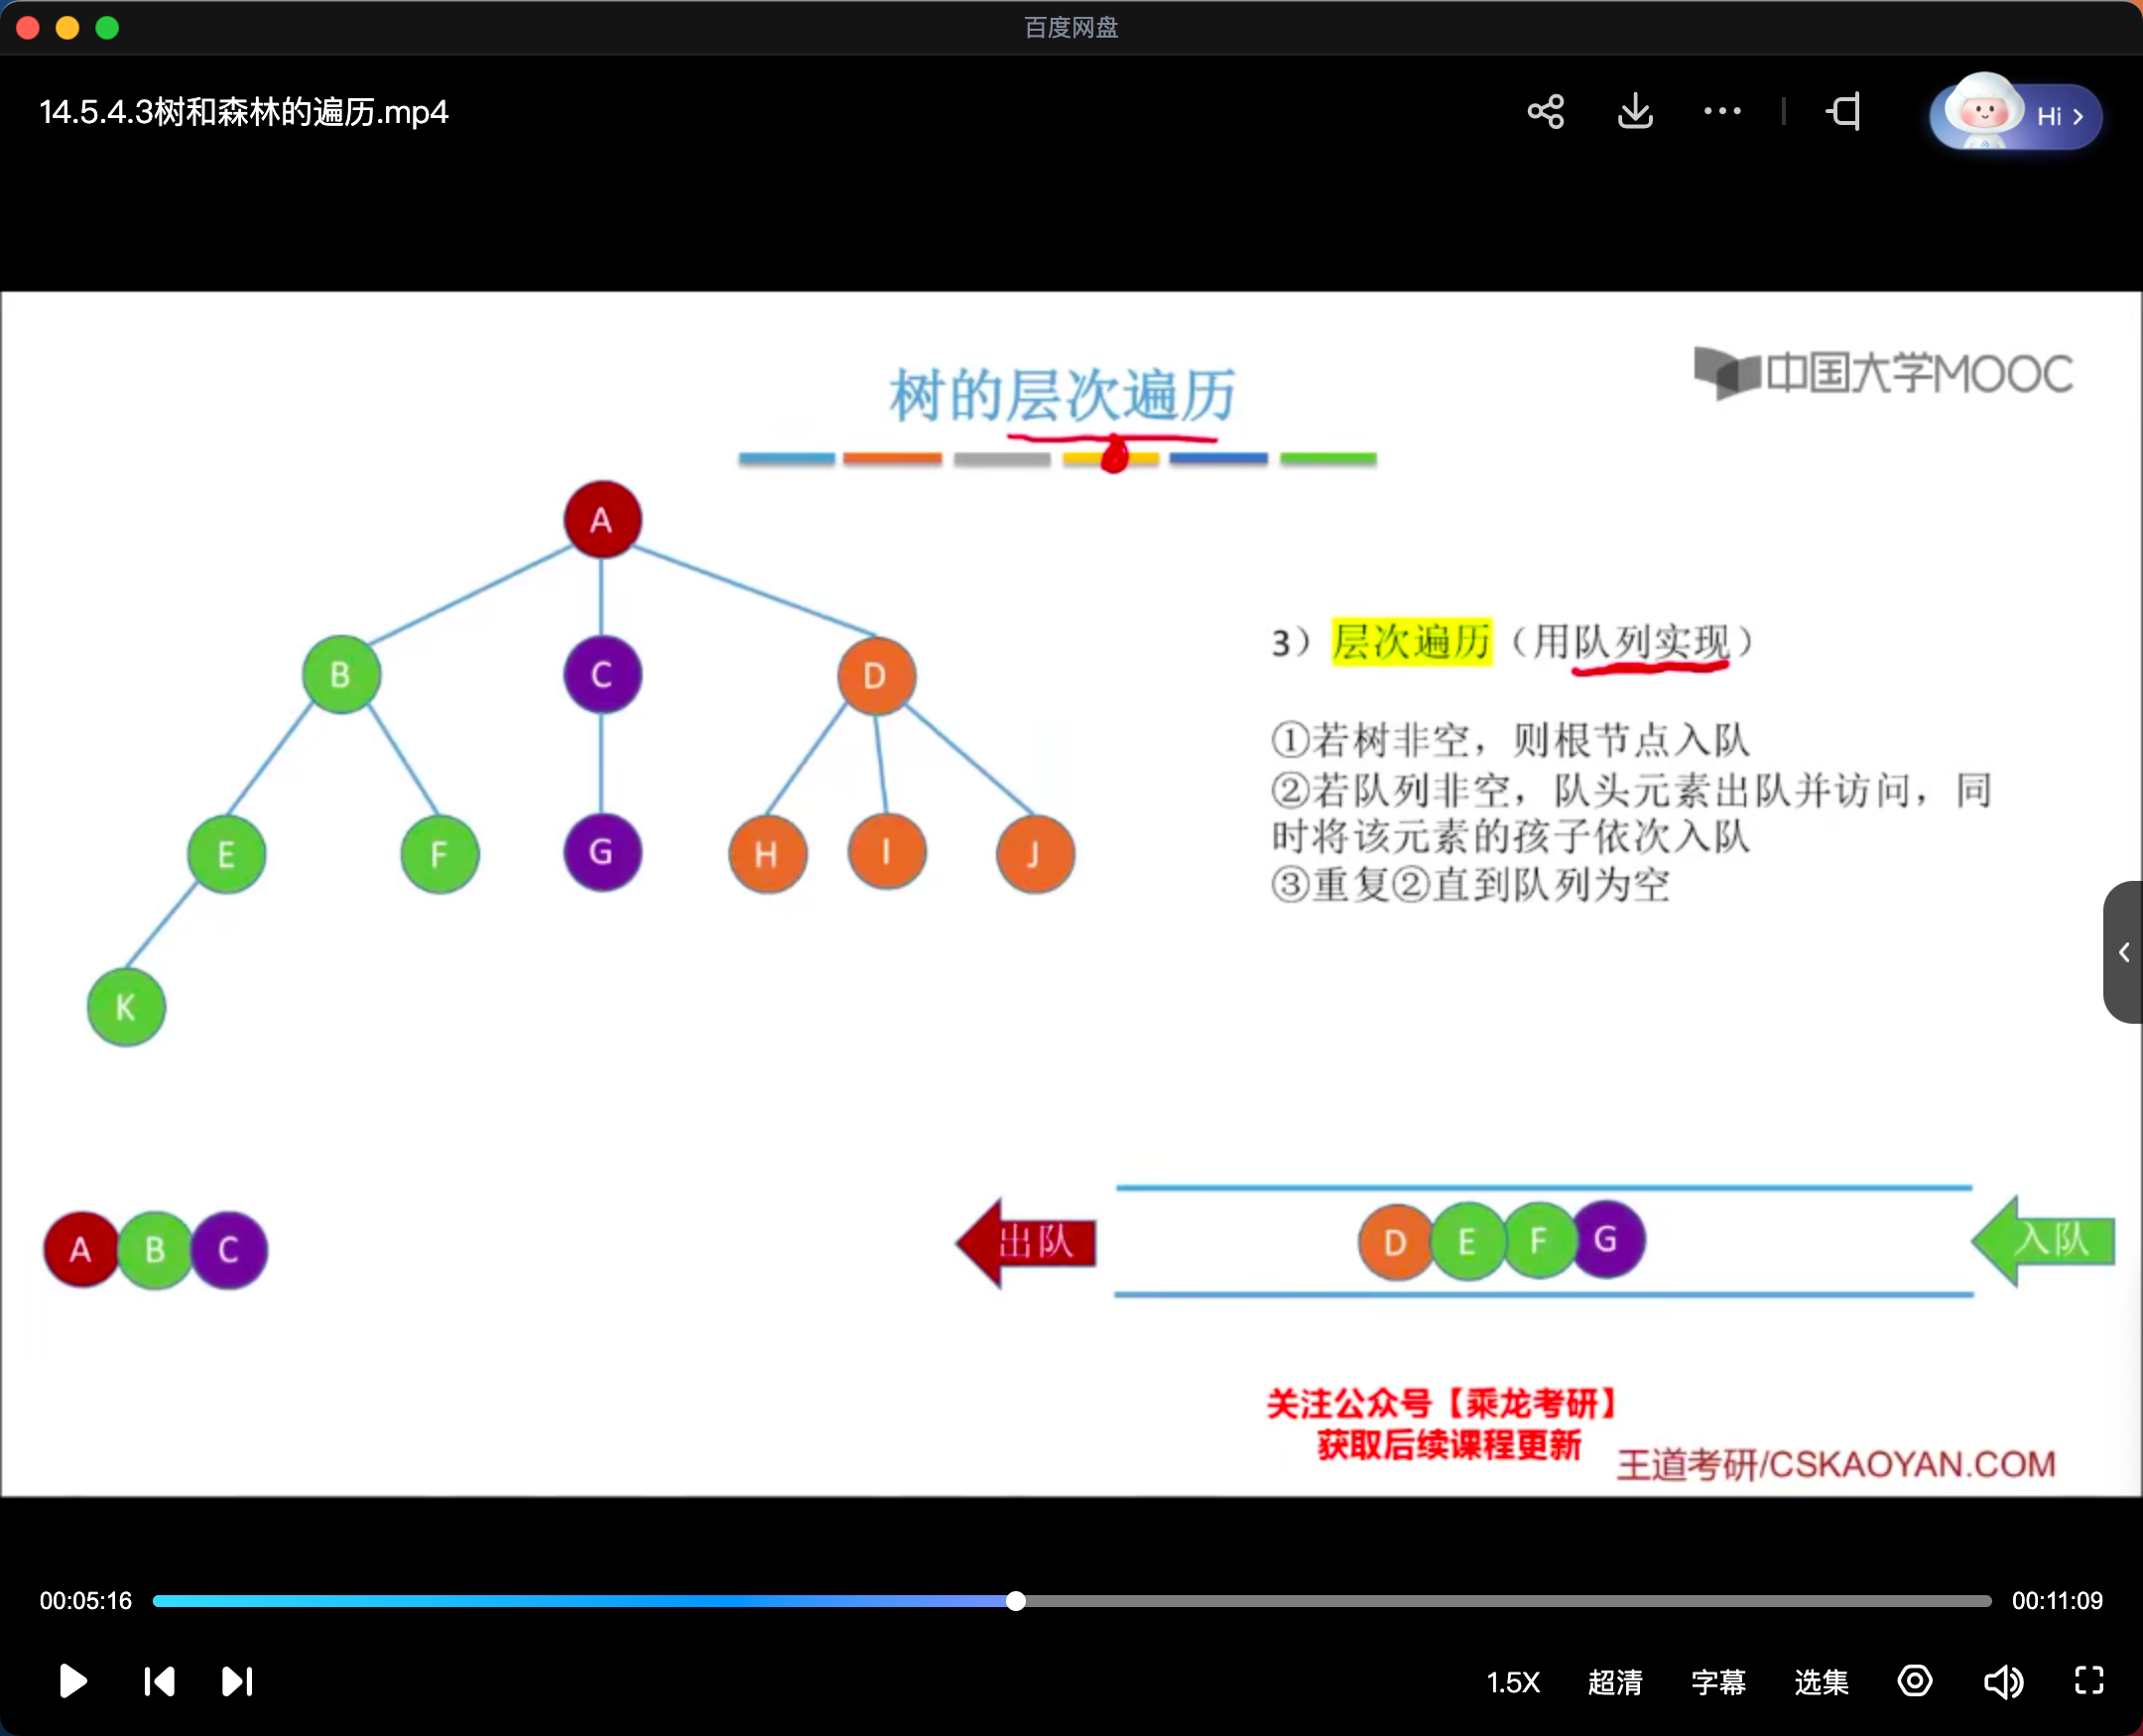 百度网盘
14.5.4.3树和森林的遍历.mp4
Hi
中国大学MOOC
树的层次遍历
A
B
C
D
3）层次遍历（用队列实现）
①若树非空，则根节点入队
②若队列非空，队头元素出队并访问，同
时将该元素的孩子依次入队
③重复②直到队列为空
E
F
G
H
I
J
K
A
B
C
出队
D
E
F
G
入队
关注公众号【乘龙考研】
获取后续课程更新
王道考研/CSKAOYAN.COM
00:05:16
00:11:09
1.5X
超清
字幕
选集